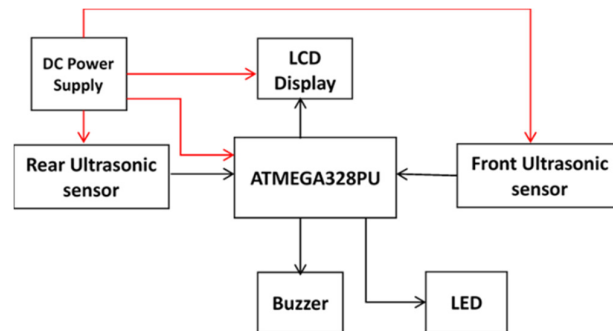 DC Power
Supply
LCD
Display
Rear Ultrasonic
sensor
ATMEGA328PU
Front Ultrasonic
sensor
Buzzer
LED